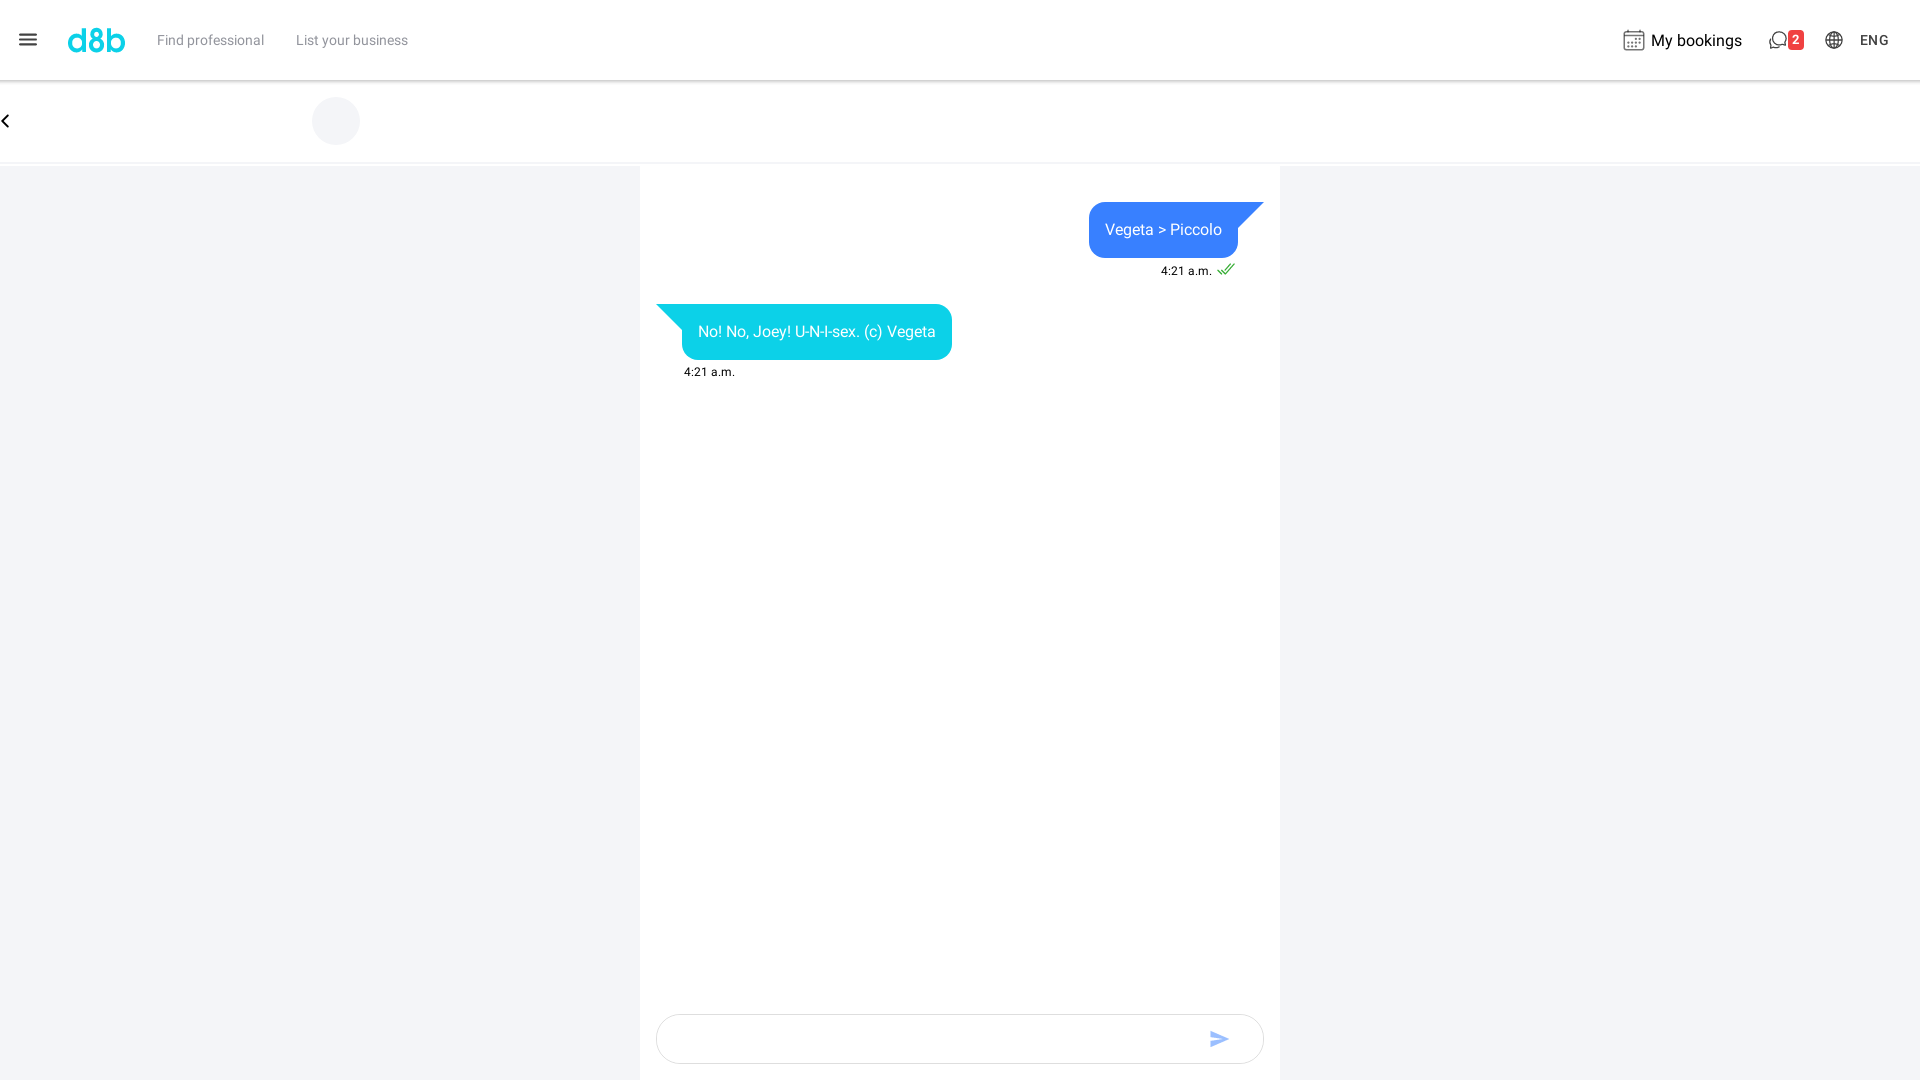 d8b
Find professional
List your business
My bookings
2
ENG
Vegeta > Piccolo
4:21 a.m.
No! No, Joey! U-N-I-sex. (c) Vegeta
4:21 a.m.